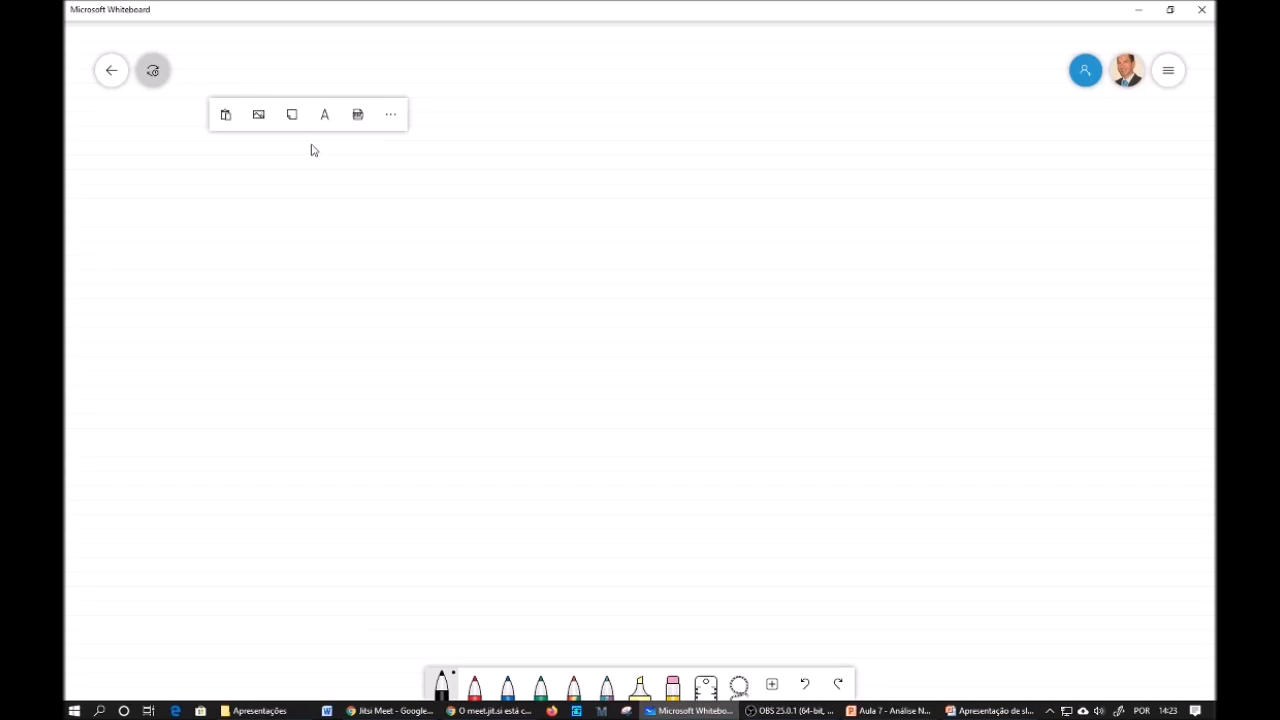 Microsoft Whiteboard
A
Apresentações
Jitsi Meet - Google...
O meet.jit.si está c...
Microsoft Whitebo...
OBS 25.0.1 (64-bit, ...
Aula 7 - Análise N...
Apresentação de sl...
POR
14:23